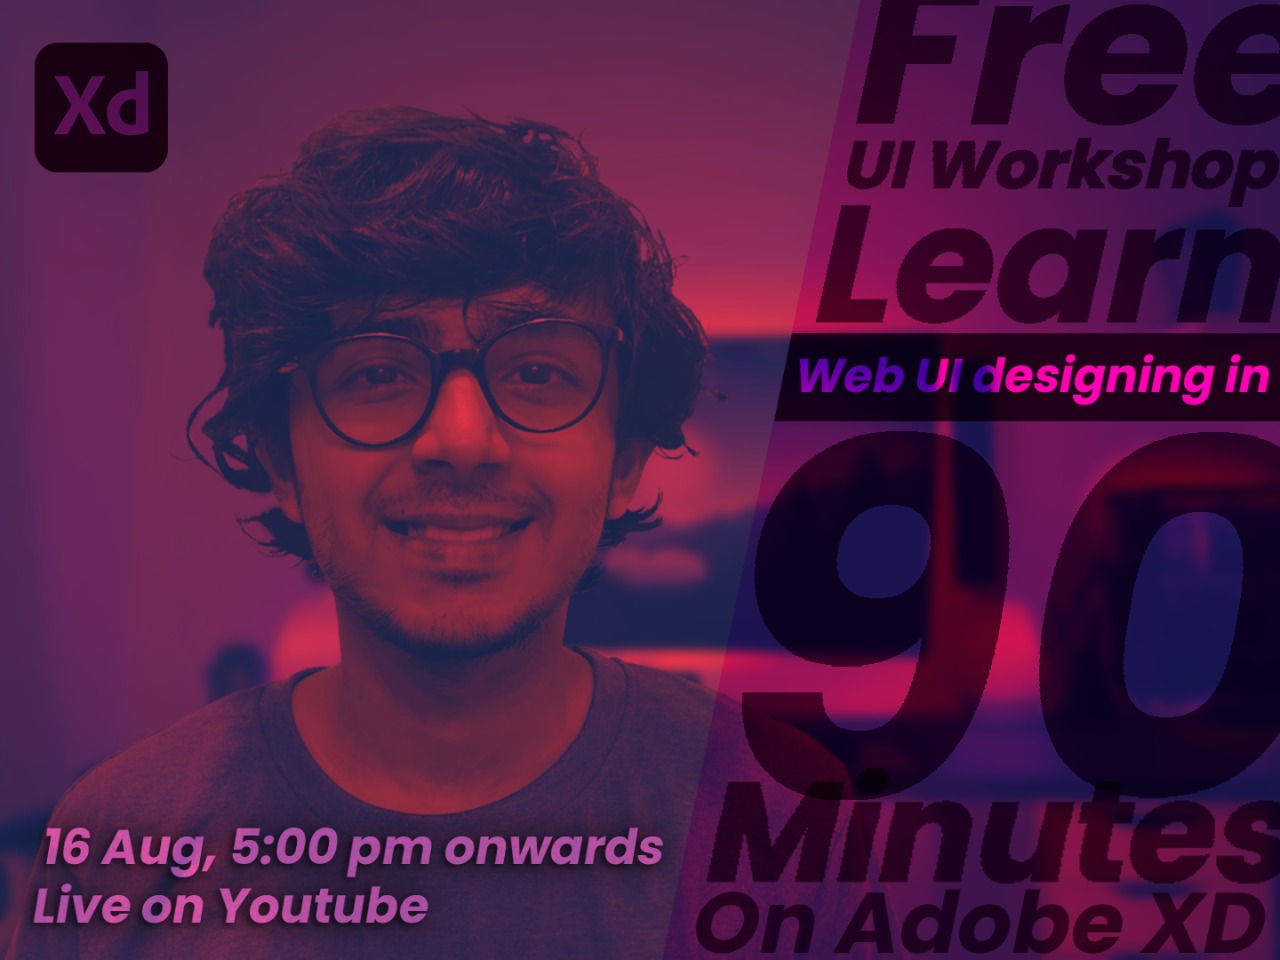 Xd
Free
UI Workshop
Learn
Web UI designing in
90
Minutes
On Adobe XD
16 Aug, 5:00 pm onwards
Live on Youtube